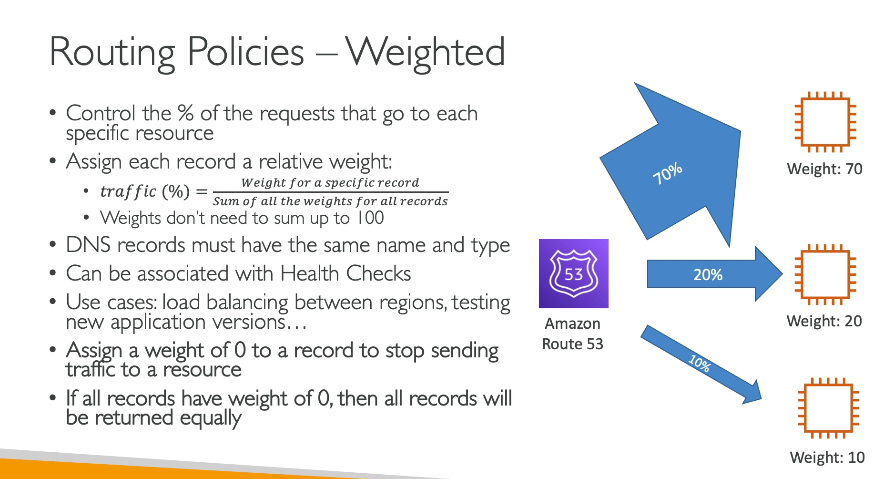 Routing Policies – Weighted
• Control the % of the requests that go to each
specific resource
• Assign each record a relative weight:
• traffic (%) = Weight for a specific record / Sum of all the weights for all records
• Weights don't need to sum up to 100
• DNS records must have the same name and type
• Can be associated with Health Checks
• Use cases: load balancing between regions, testing
new application versions…
• Assign a weight of 0 to a record to stop sending
traffic to a resource
• If all records have weight of 0, then all records will
be returned equally
53
Amazon
Route 53
70%
20%
10%
Weight: 70
Weight: 20
Weight: 10